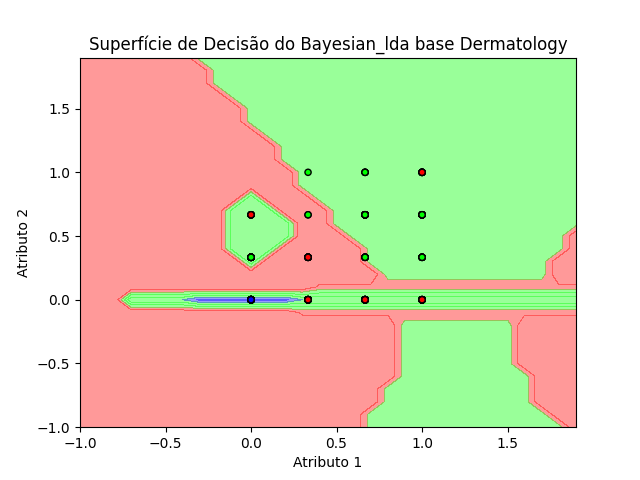 Superfície de Decisão do Bayesian_lda base Dermatology
Atributo 2
1.5
1.0
0.5
0.0
−0.5
−1.0
−1.0 −0.5 0.0 0.5 1.0 1.5
Atributo 1